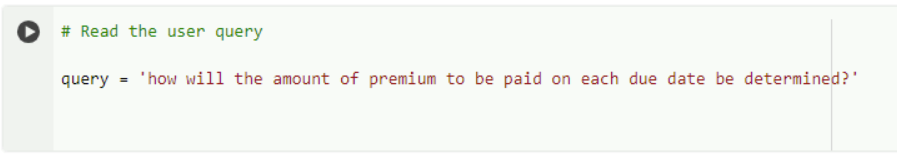 # Read the user query
query = 'how will the amount of premium to be paid on each due date be determined?'